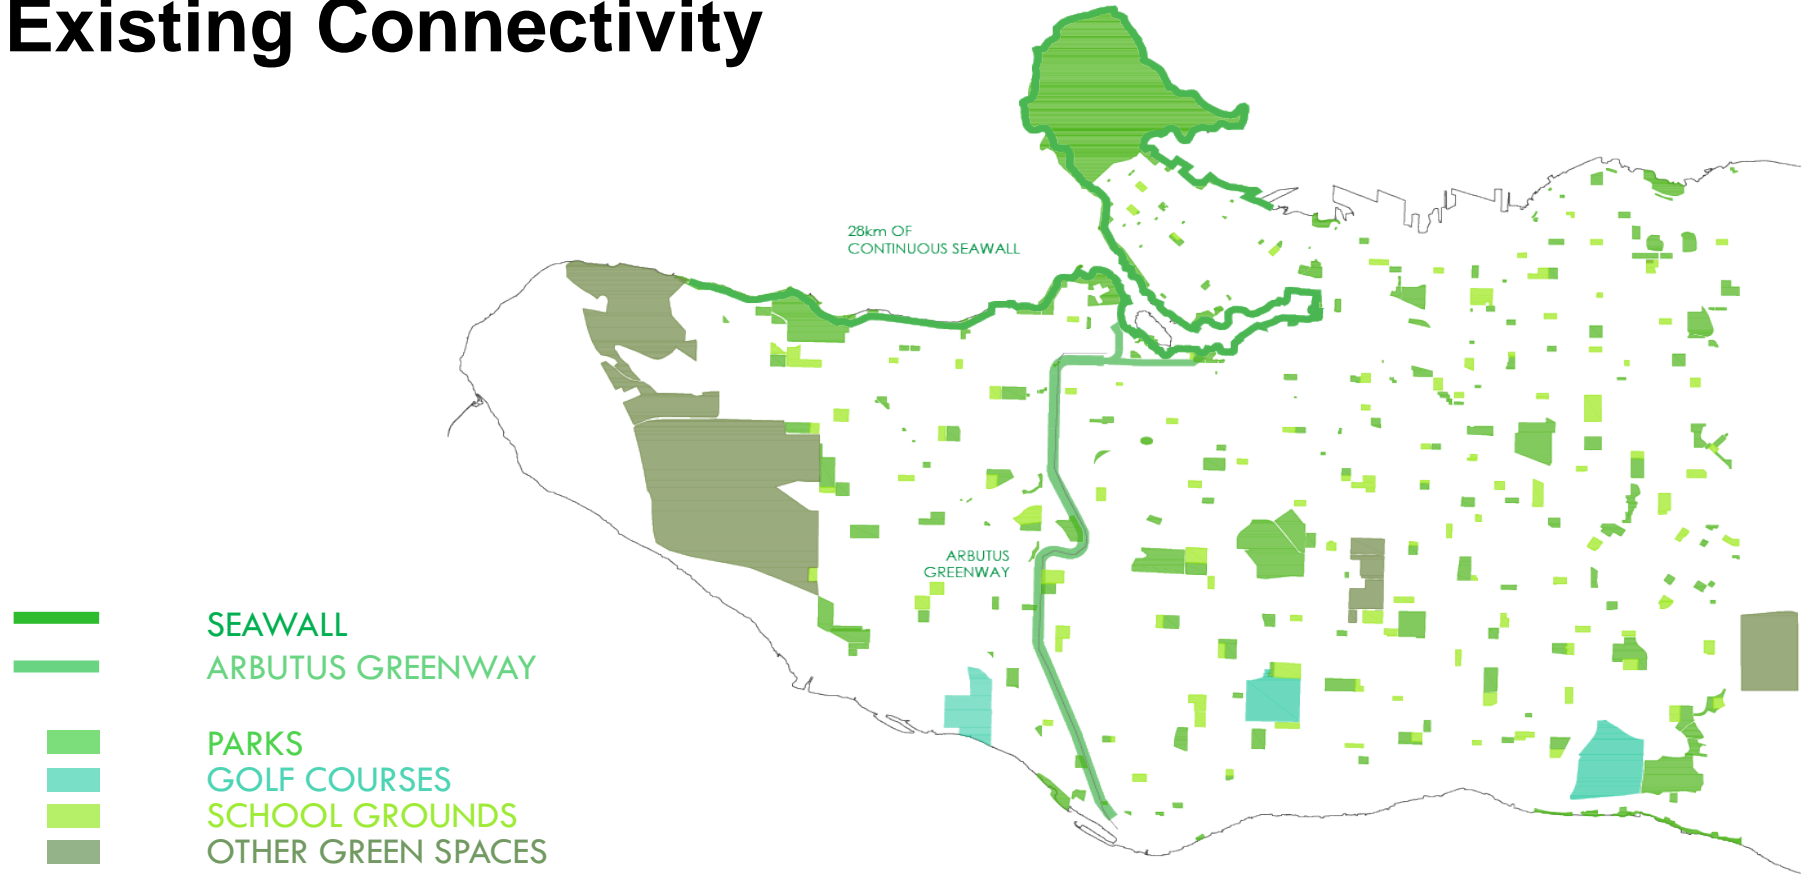 Existing Connectivity
28km OF
CONTINUOUS SEAWALL
ARBUTUS
GREENWAY
SEAWALL
ARBUTUS GREENWAY
PARKS
GOLF COURSES
SCHOOL GROUNDS
OTHER GREEN SPACES